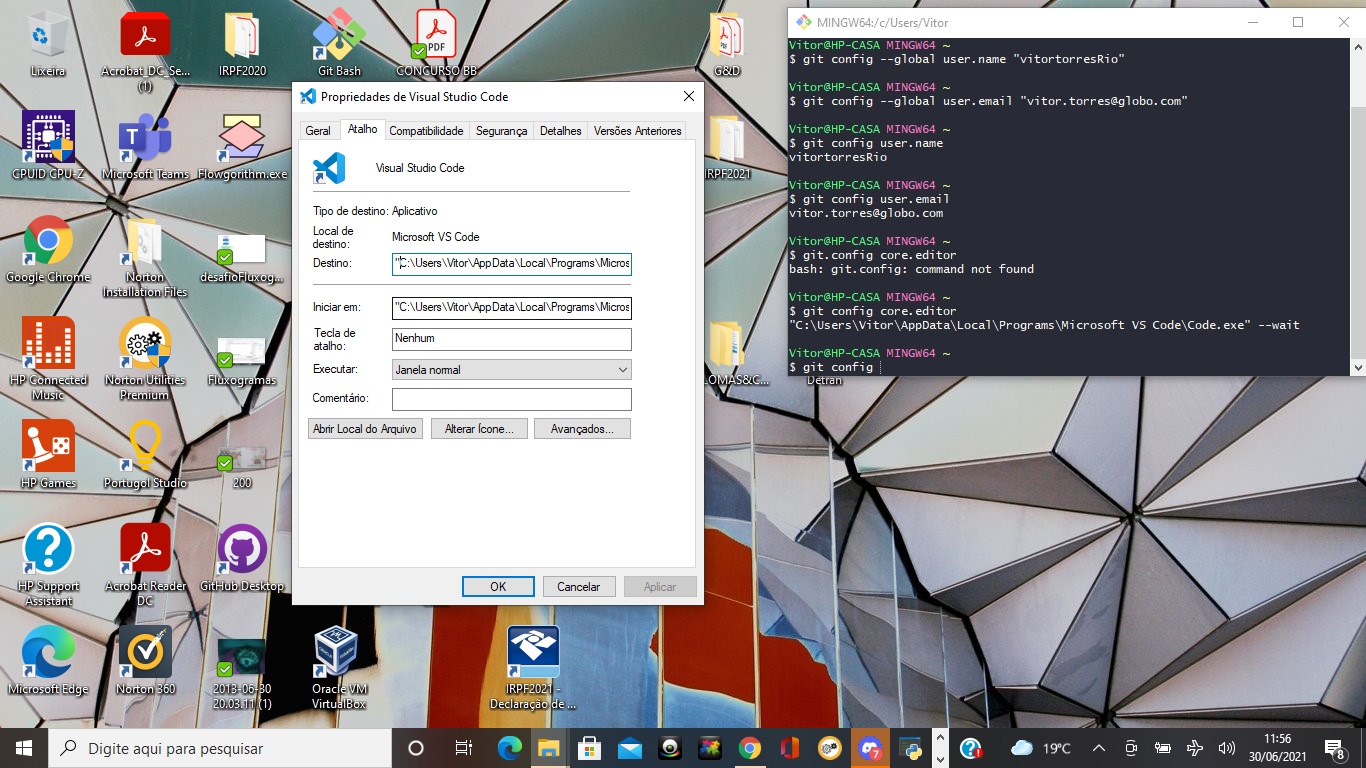 Lixeira
Acrobat_DC_Se...
(1)
IRPF2020
Git Bash
PDF
CONCURSO BB
G&D
CPUID CPU-Z
Microsoft Teams
Flowgorithm.exe
IRPF2021
Google Chrome
Norton
Installation Files
desafioFluxog...
HP Connected
Music
Norton Utilities
Premium
Fluxogramas
LOMAS&C...
Detran
HP Games
Portugol Studio
200
HP Support
Assistant
Acrobat Reader
DC
GitHub Desktop
Microsoft Edge
Norton 360
2013-06-30
20.03.11 (1)
Oracle VM
VirtualBox
IRPF2021 -
Declaração de ...
Propriedades de Visual Studio Code
Geral
Atalho
Compatibilidade
Segurança
Detalhes
Versões Anteriores
Visual Studio Code
Tipo de destino: Aplicativo
Local de
destino:
Microsoft VS Code
Destino:
"C:\Users\Vitor\AppData\Local\Programs\Micros
Iniciar em:
"C:\Users\Vitor\AppData\Local\Programs\Micros
Tecla de
atalho:
Nenhum
Executar:
Janela normal
Comentário:
Abrir Local do Arquivo
Alterar Ícone...
Avançados...
OK
Cancelar
Aplicar
MINGW64:/c/Users/Vitor
Vitor@HP-CASA MINGW64 ~
$ git config --global user.name "vitortorresRio"
Vitor@HP-CASA MINGW64 ~
$ git config --global user.email "vitor.torres@globo.com"
Vitor@HP-CASA MINGW64 ~
$ git config user.name
vitortorresRio
Vitor@HP-CASA MINGW64 ~
$ git config user.email
vitor.torres@globo.com
Vitor@HP-CASA MINGW64 ~
$ git.config core.editor
bash: git.config: command not found
Vitor@HP-CASA MINGW64 ~
$ git config core.editor
"C:\Users\Vitor\AppData\Local\Programs\Microsoft VS Code\Code.exe" --wait
Vitor@HP-CASA MINGW64 ~
$ git config
Digite aqui para pesquisar
7
19°C
11:56
30/06/2021
8